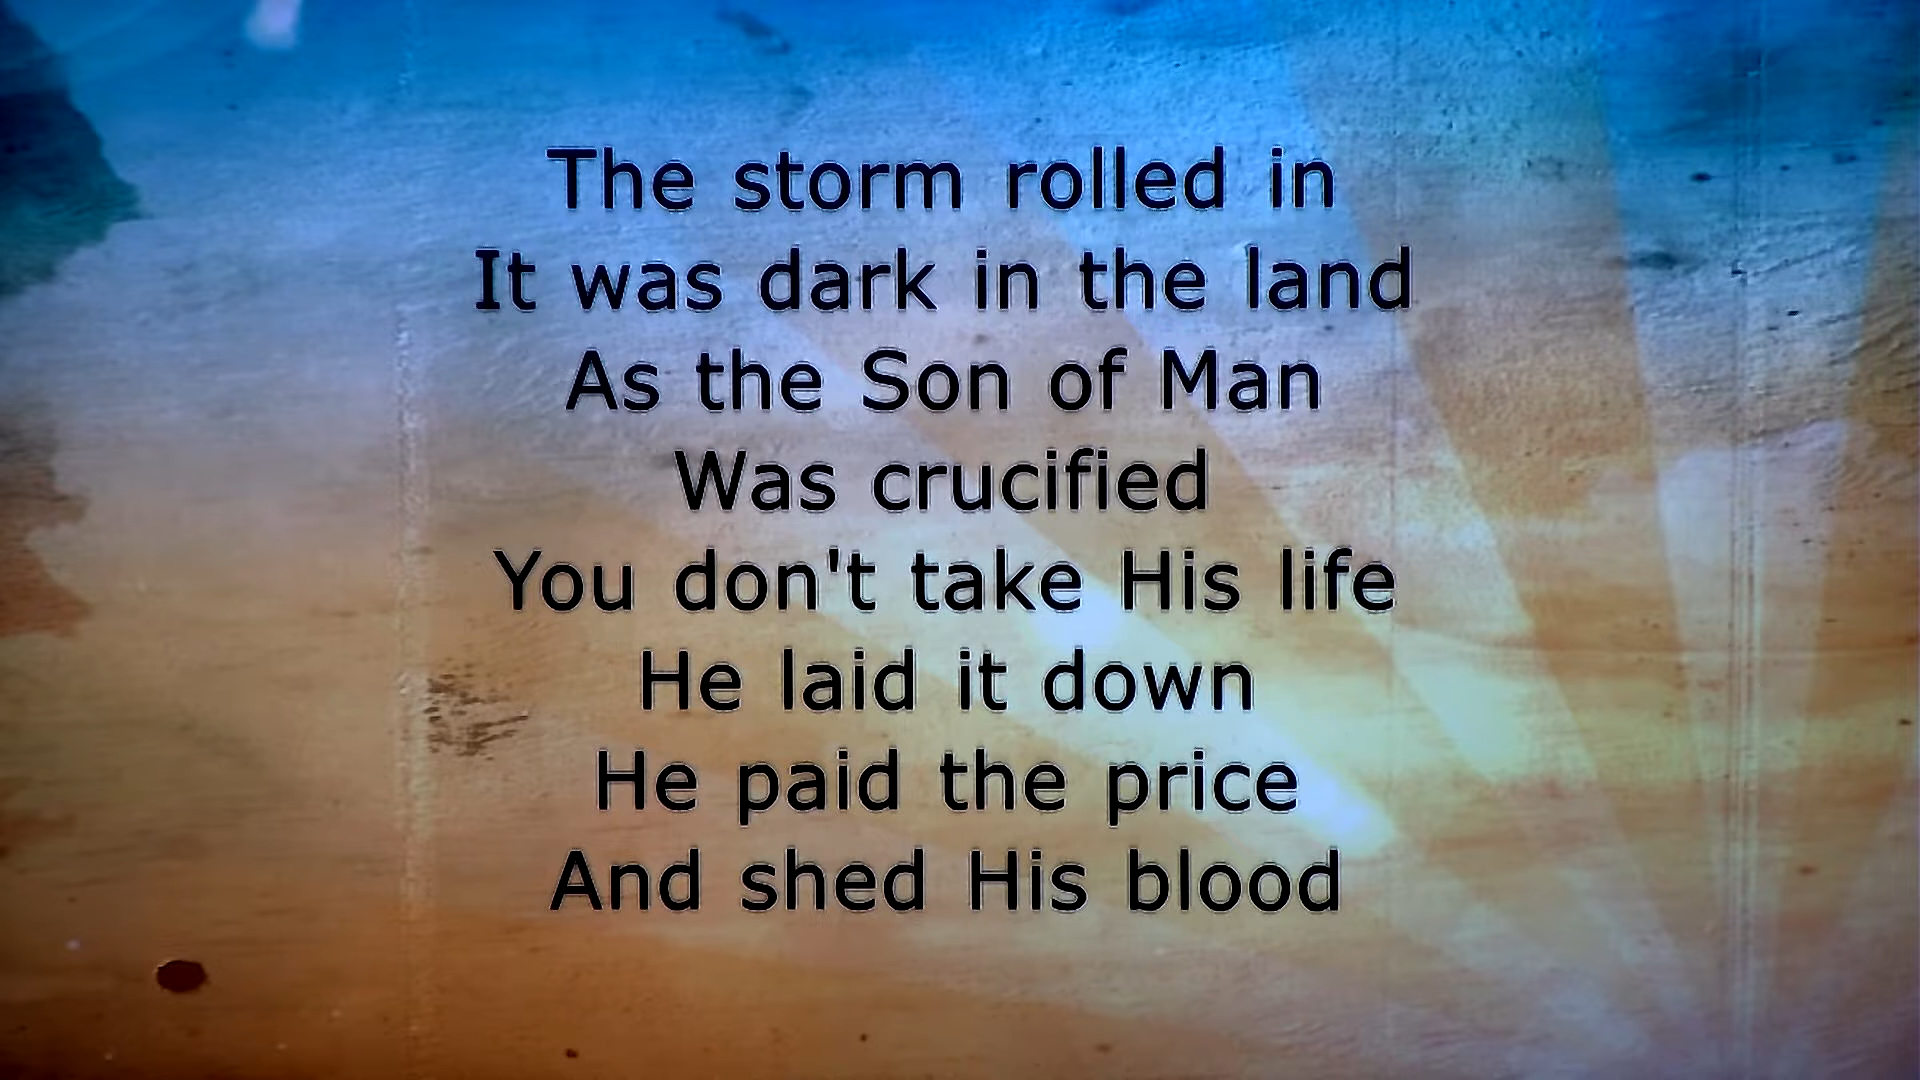 The storm rolled in
It was dark in the land
As the Son of Man
Was crucified
You don't take His life
He laid it down
He paid the price
And shed His blood